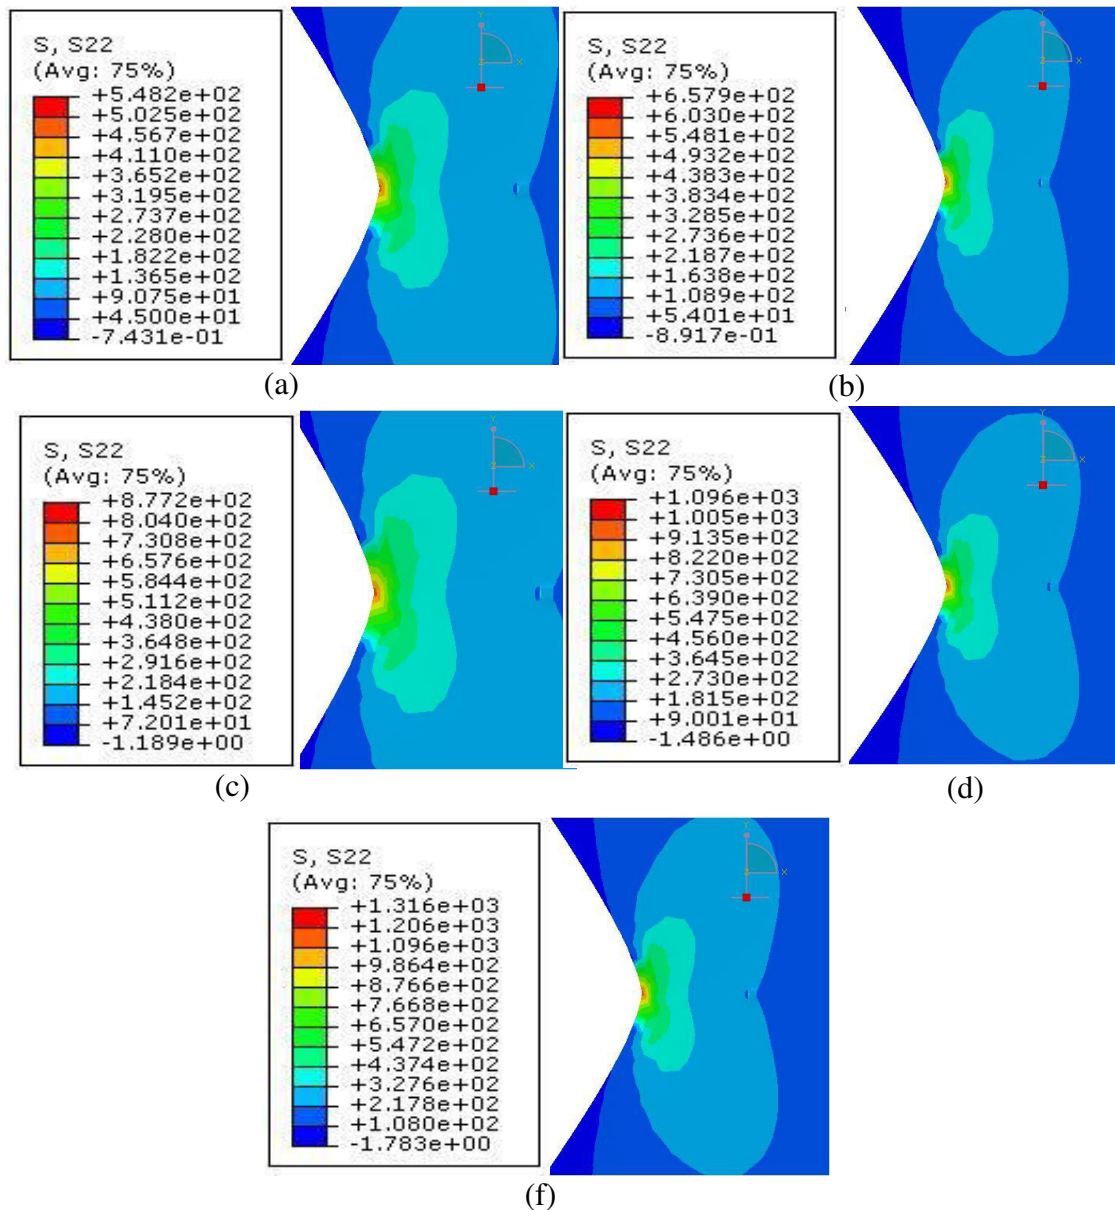 S, S22
(Avg: 75%)
+5.482e+02
+5.025e+02
+4.567e+02
+4.110e+02
+3.652e+02
+3.195e+02
+2.737e+02
+2.280e+02
+1.822e+02
+1.365e+02
+9.075e+01
+4.500e+01
-7.431e-01
Y
Z
X
(a)
S, S22
(Avg: 75%)
+6.579e+02
+6.030e+02
+5.481e+02
+4.932e+02
+4.383e+02
+3.834e+02
+3.285e+02
+2.736e+02
+2.187e+02
+1.638e+02
+1.089e+02
+5.401e+01
-8.917e-01
Y
Z
X
(b)
S, S22
(Avg: 75%)
+8.772e+02
+8.040e+02
+7.308e+02
+6.576e+02
+5.844e+02
+5.112e+02
+4.380e+02
+3.648e+02
+2.916e+02
+2.184e+02
+1.452e+02
+7.201e+01
-1.189e+00
Y
Z
X
(c)
S, S22
(Avg: 75%)
+1.096e+03
+1.005e+03
+9.135e+02
+8.220e+02
+7.305e+02
+6.390e+02
+5.475e+02
+4.560e+02
+3.645e+02
+2.730e+02
+1.815e+02
+9.001e+01
-1.486e+00
Y
Z
X
(d)
S, S22
(Avg: 75%)
+1.316e+03
+1.206e+03
+1.096e+03
+9.864e+02
+8.766e+02
+7.668e+02
+6.570e+02
+5.472e+02
+4.374e+02
+3.276e+02
+2.178e+02
+1.080e+02
-1.783e+00
Y
Z
X
(f)